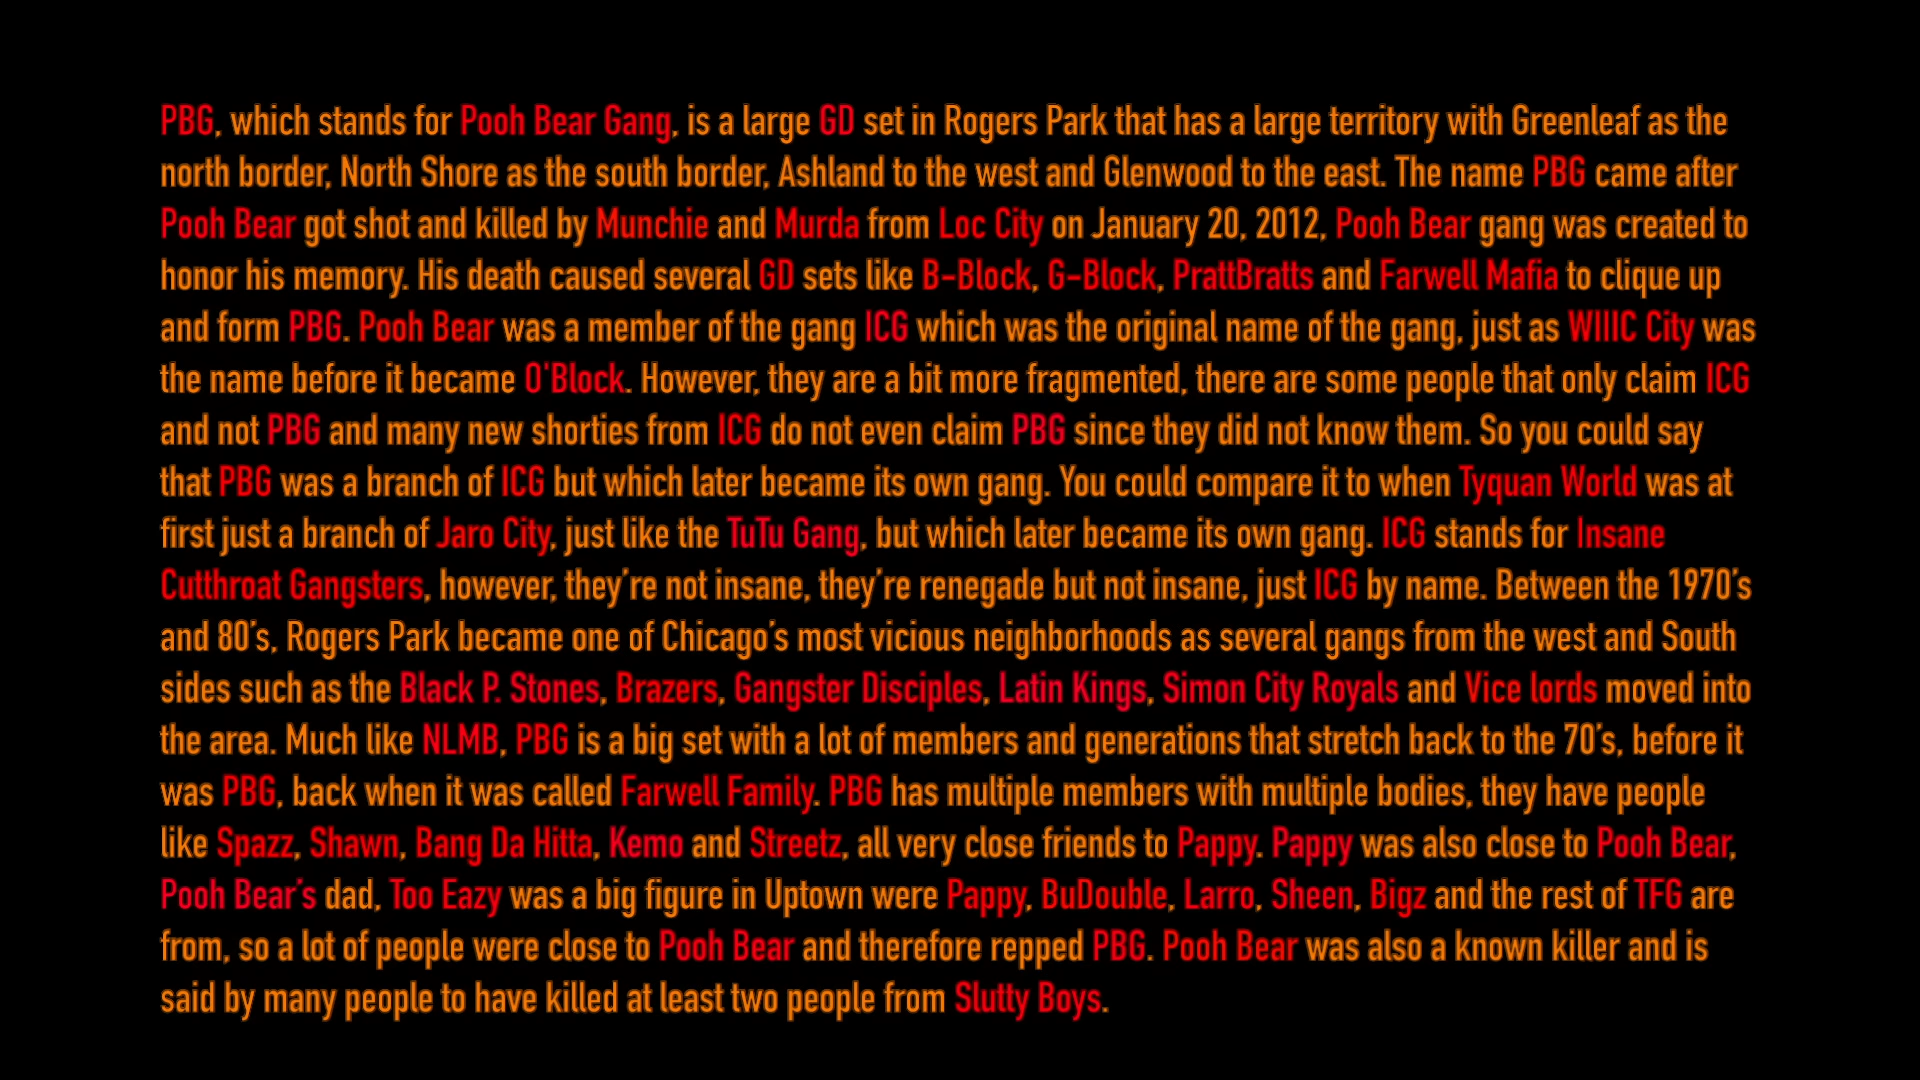 PBG, which stands for Pooh Bear Gang, is a large GD set in Rogers Park that has a large territory with Greenleaf as the
north border, North Shore as the south border, Ashland to the west and Glenwood to the east. The name PBG came after
Pooh Bear got shot and killed by Munchie and Murda from Loc City on January 20, 2012, Pooh Bear gang was created to
honor his memory. His death caused several GD sets like B-Block, G-Block, PrattBratts and Farwell Mafia to clique up
and form PBG. Pooh Bear was a member of the gang ICG which was the original name of the gang, just as WIIIC City was
the name before it became O'Block. However, they are a bit more fragmented, there are some people that only claim ICG
and not PBG and many new shorties from ICG do not even claim PBG since they did not know them. So you could say
that PBG was a branch of ICG but which later became its own gang. You could compare it to when Tyquan World was at
first just a branch of Jaro City, just like the TuTu Gang, but which later became its own gang. ICG stands for Insane
Cutthroat Gangsters, however, they're not insane, they're renegade but not insane, just ICG by name. Between the 1970's
and 80's, Rogers Park became one of Chicago's most vicious neighborhoods as several gangs from the west and South
sides such as the Black P. Stones, Brazers, Gangster Disciples, Latin Kings, Simon City Royals and Vice lords moved into
the area. Much like NLMB, PBG is a big set with a lot of members and generations that stretch back to the 70's, before it
was PBG, back when it was called Farwell Family. PBG has multiple members with multiple bodies, they have people
like Spazz, Shawn, Bang Da Hitta, Kemo and Streetz, all very close friends to Pappy. Pappy was also close to Pooh Bear,
Pooh Bear's dad, Too Eazy was a big figure in Uptown were Pappy, BuDouble, Larro, Sheen, Bigz and the rest of TFG are
from, so a lot of people were close to Pooh Bear and therefore repped PBG. Pooh Bear was also a known killer and is
said by many people to have killed at least two people from Slutty Boys.